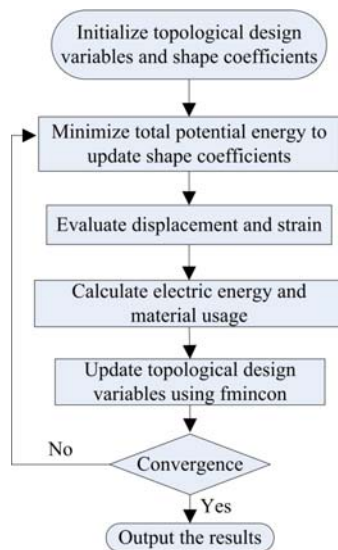 Initialize topological design
variables and shape coefficients
Minimize total potential energy to
update shape coefficients
Evaluate displacement and strain
Calculate electric energy and
material usage
Update topological design
variables using fmincon
No
Convergence
Yes
Output the results